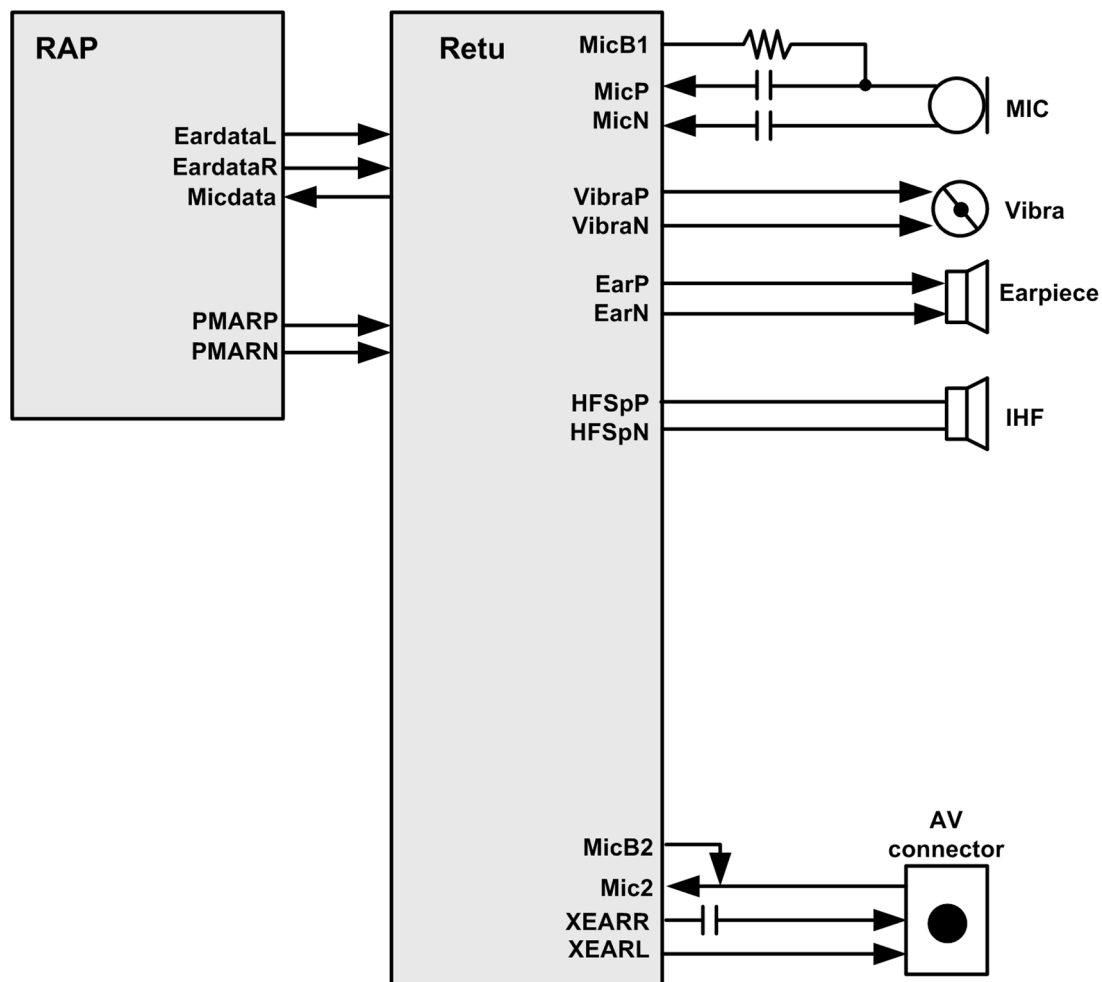 RAP
EardataL
EardataR
Micdata
PMARP
PMARN
Retu
MicB1
MicP
MicN
VibraP
VibraN
EarP
EarN
HFSpP
HFSpN
MicB2
Mic2
XEARR
XEARL
MIC
Vibra
Earpiece
IHF
AV
connector